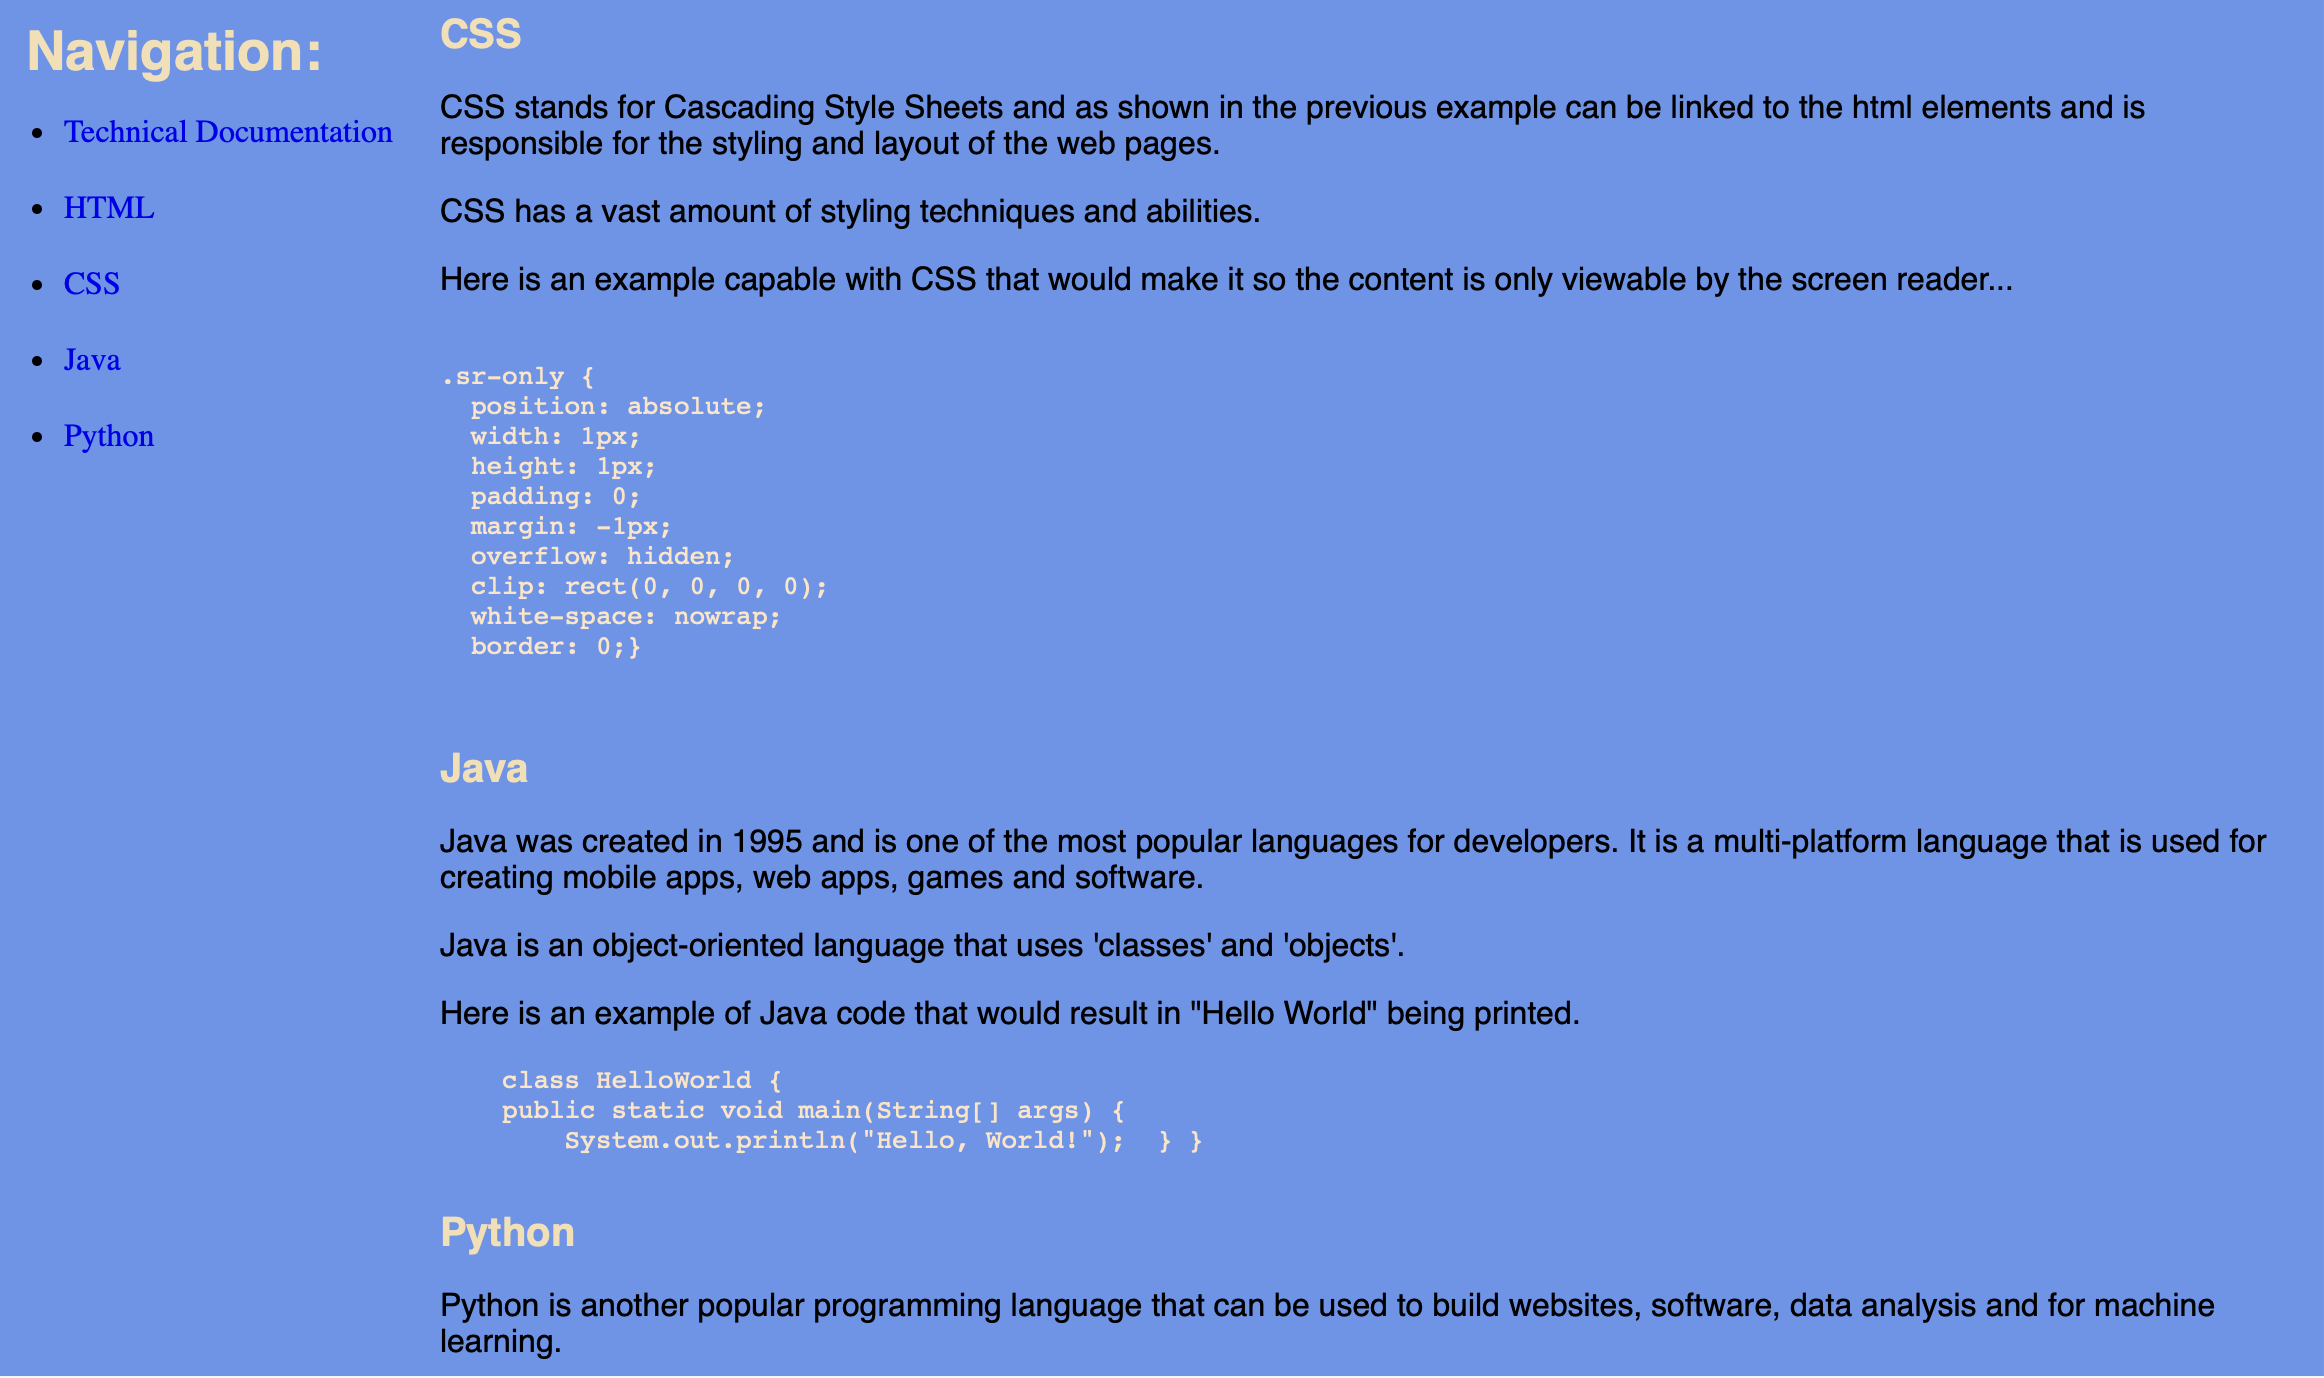 Navigation:
• Technical Documentation
• HTML
• CSS
• Java
• Python
CSS
CSS stands for Cascading Style Sheets and as shown in the previous example can be linked to the html elements and is
responsible for the styling and layout of the web pages.
CSS has a vast amount of styling techniques and abilities.
Here is an example capable with CSS that would make it so the content is only viewable by the screen reader...
.sr-only {
  position: absolute;
  width: 1px;
  height: 1px;
  padding: 0;
  margin: -1px;
  overflow: hidden;
  clip: rect(0, 0, 0, 0);
  white-space: nowrap;
  border: 0;}
Java
Java was created in 1995 and is one of the most popular languages for developers. It is a multi-platform language that is used for
creating mobile apps, web apps, games and software.
Java is an object-oriented language that uses 'classes' and 'objects'.
Here is an example of Java code that would result in "Hello World" being printed.
    class HelloWorld {
    public static void main(String[] args) {
        System.out.println("Hello, World!");  } }
Python
Python is another popular programming language that can be used to build websites, software, data analysis and for machine
learning.